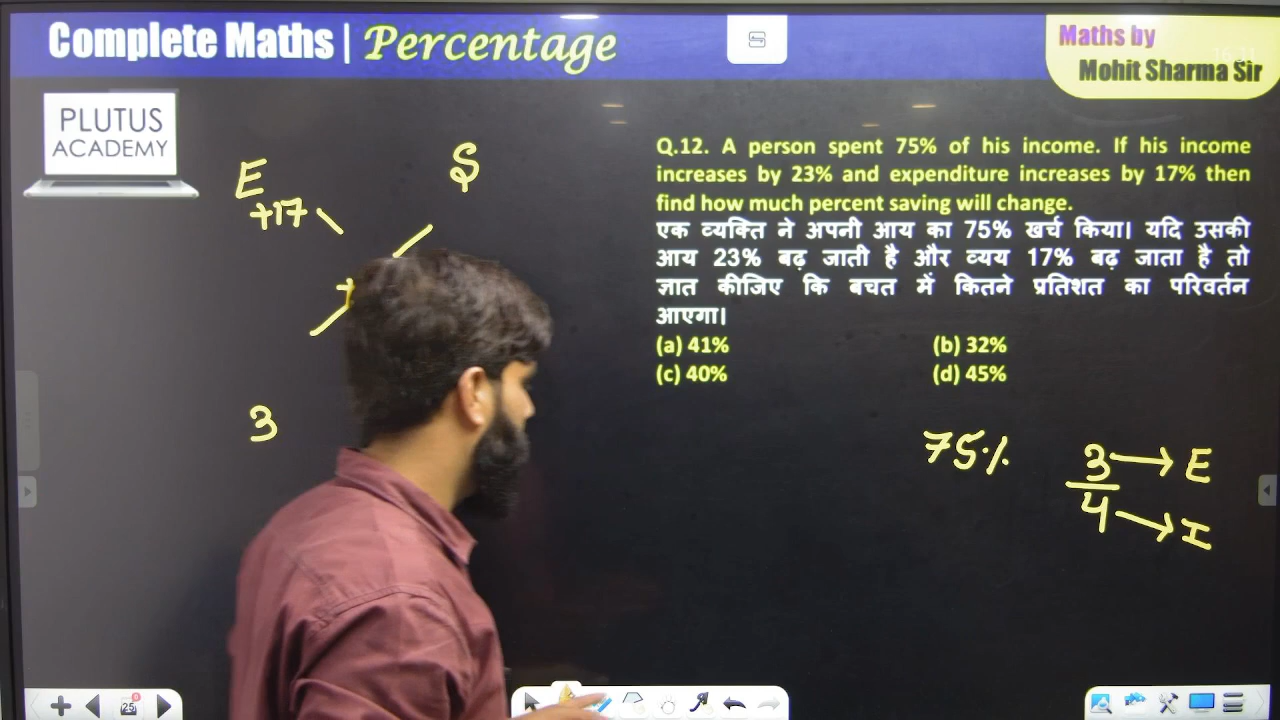 Complete Maths | Percentage
Maths by
Mohit Sharma Sir
PLUTUS
ACADEMY
Q.12. A person spent 75% of his income. If his income
increases by 23% and expenditure increases by 17% then
find how much percent saving will change.
एक व्यक्ति ने अपनी आय का 75% खर्च किया। यदि उसकी
आय 23% बढ़ जाती है और व्यय 17% बढ़ जाता है तो
ज्ञात कीजिए कि बचत में कितने प्रतिशत का परिवर्तन
आएगा।
(a) 41% (b) 32%
(c) 40% (d) 45%
E S
+17
3
75% 3 → E
4 → I
25